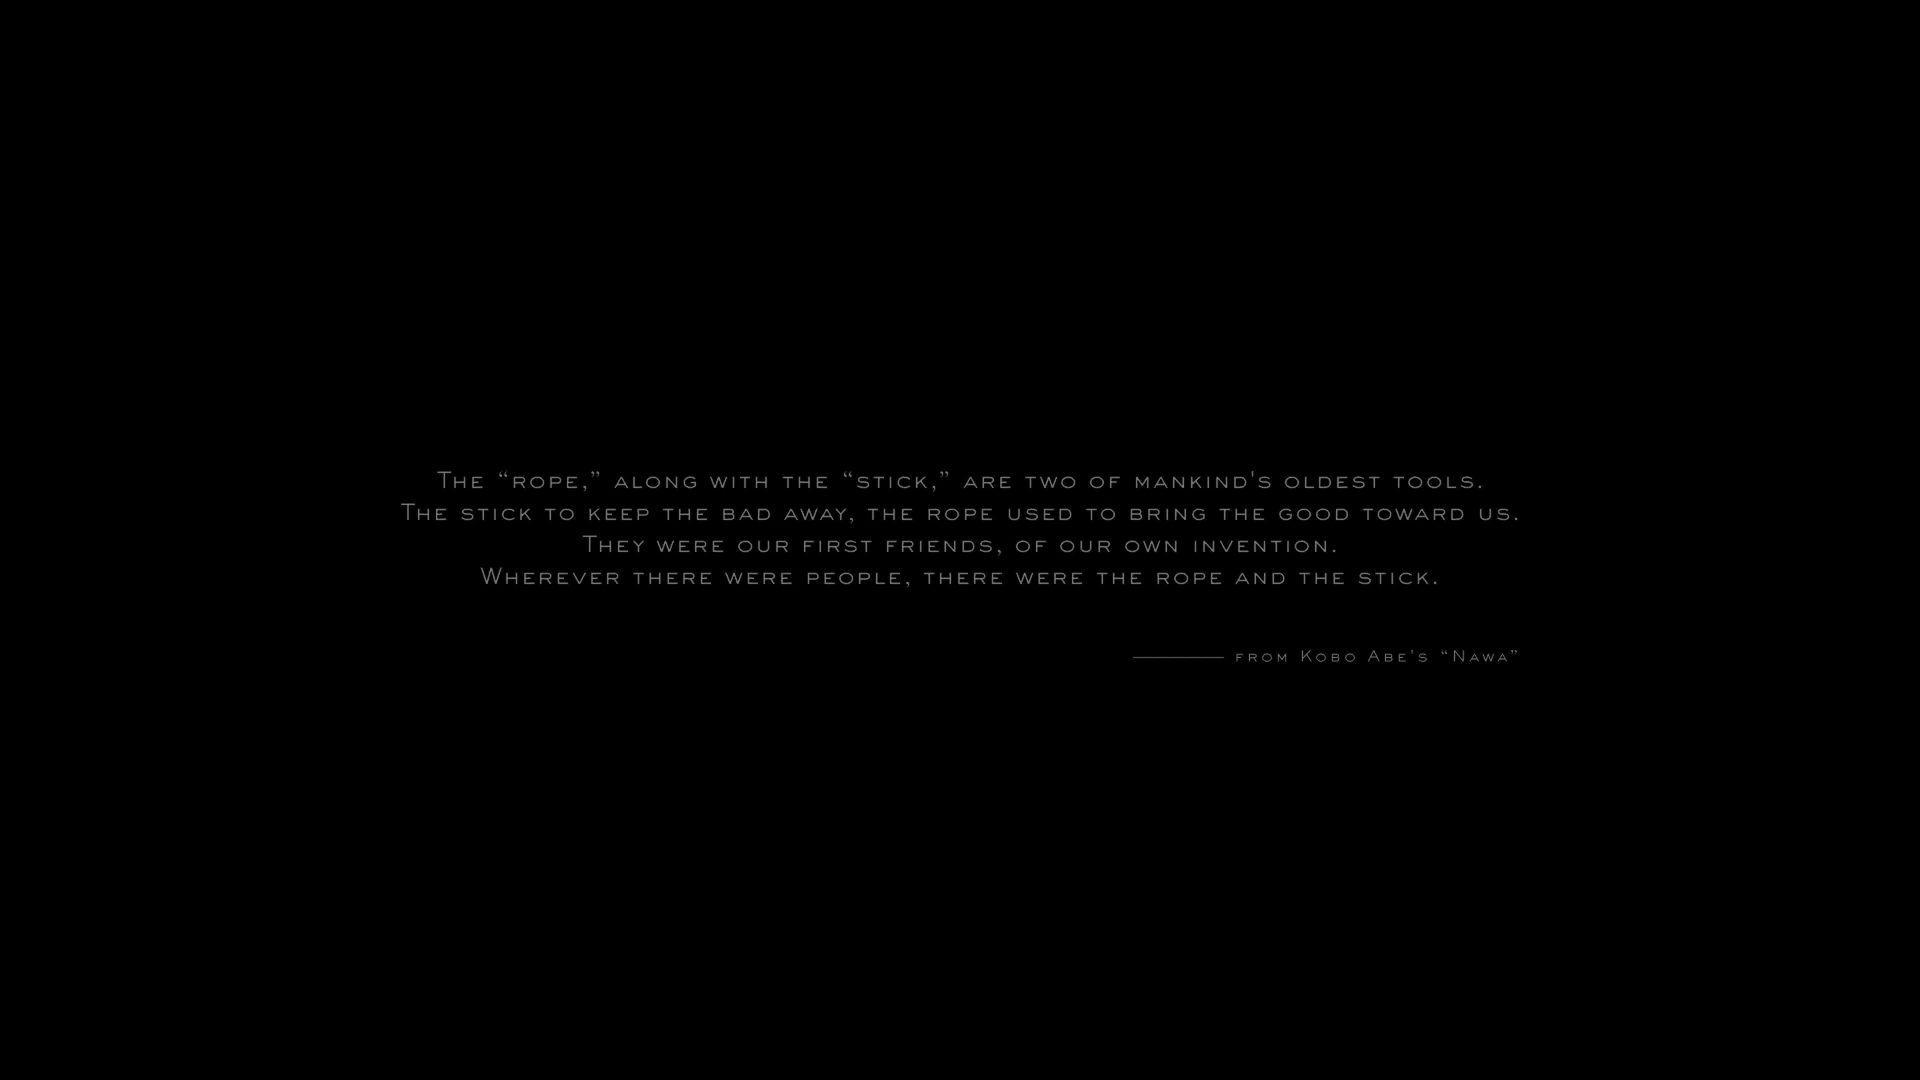 The “rope,” along with the “stick,” are two of mankind's oldest tools.
The stick to keep the bad away, the rope used to bring the good toward us.
They were our first friends, of our own invention.
Wherever there were people, there were the rope and the stick.
from Kobo Abe's “Nawa”